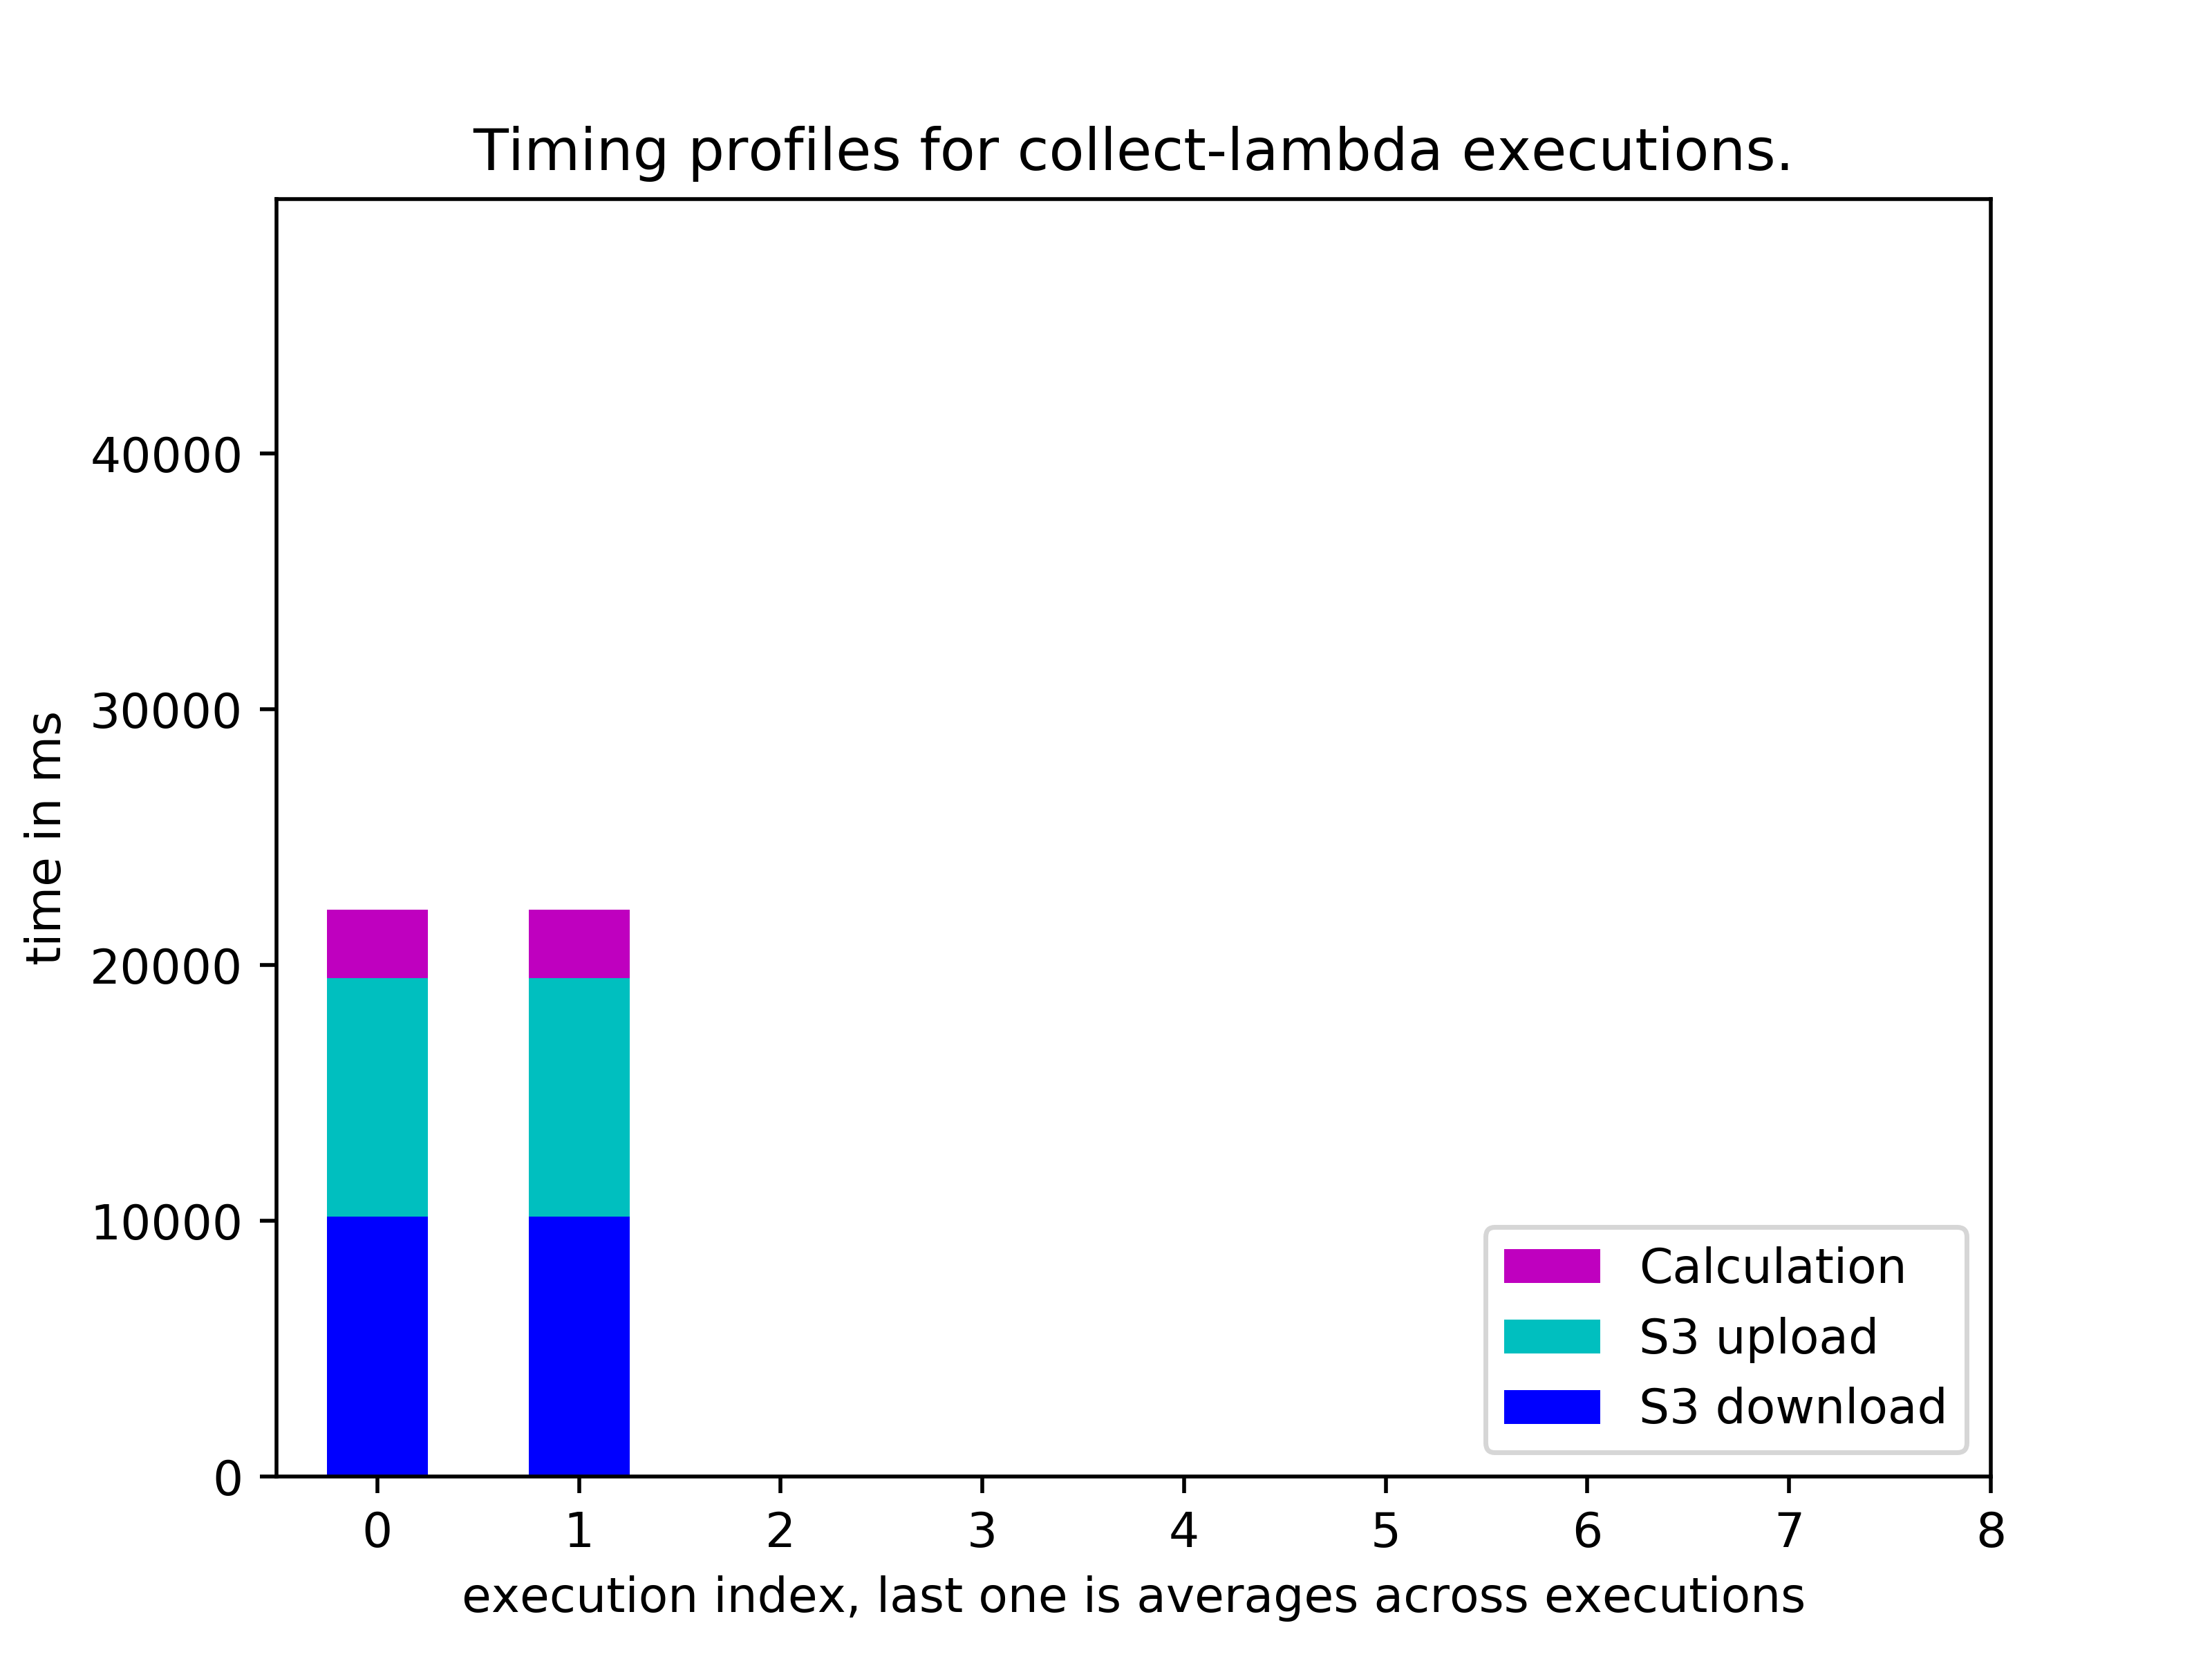 Timing profiles for collect-lambda executions.
time in ms
40000
30000
20000
10000
0
Calculation
S3 upload
S3 download
0 1 2 3 4 5 6 7 8
execution index, last one is averages across executions